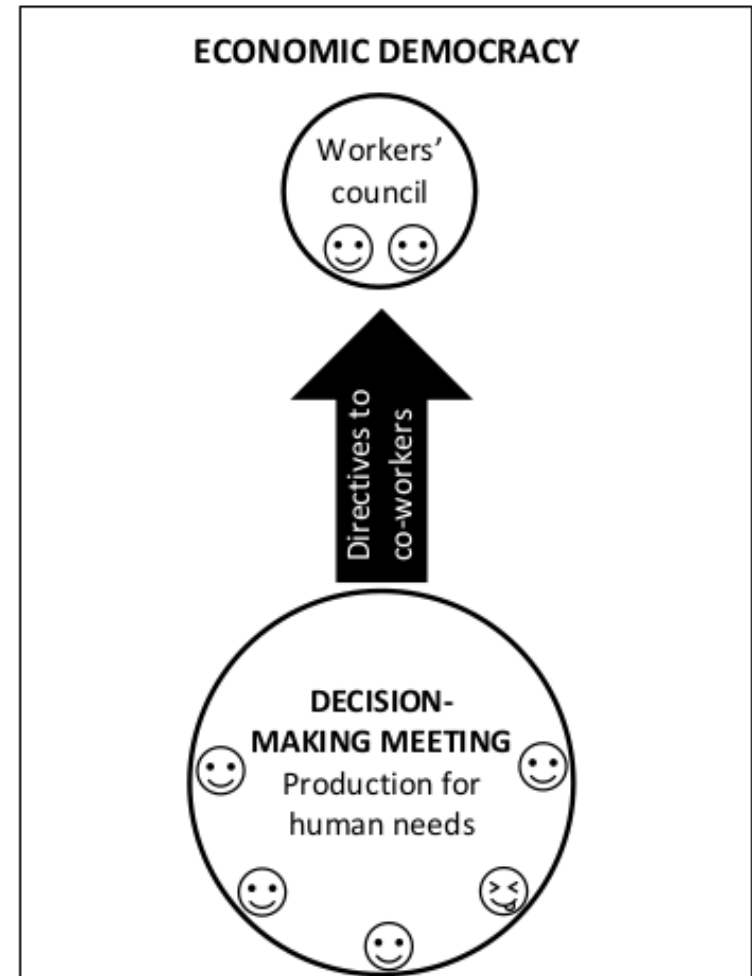 ECONOMIC DEMOCRACY
Workers’
council
Directives to
co-workers
DECISION-
MAKING MEETING
Production for
human needs